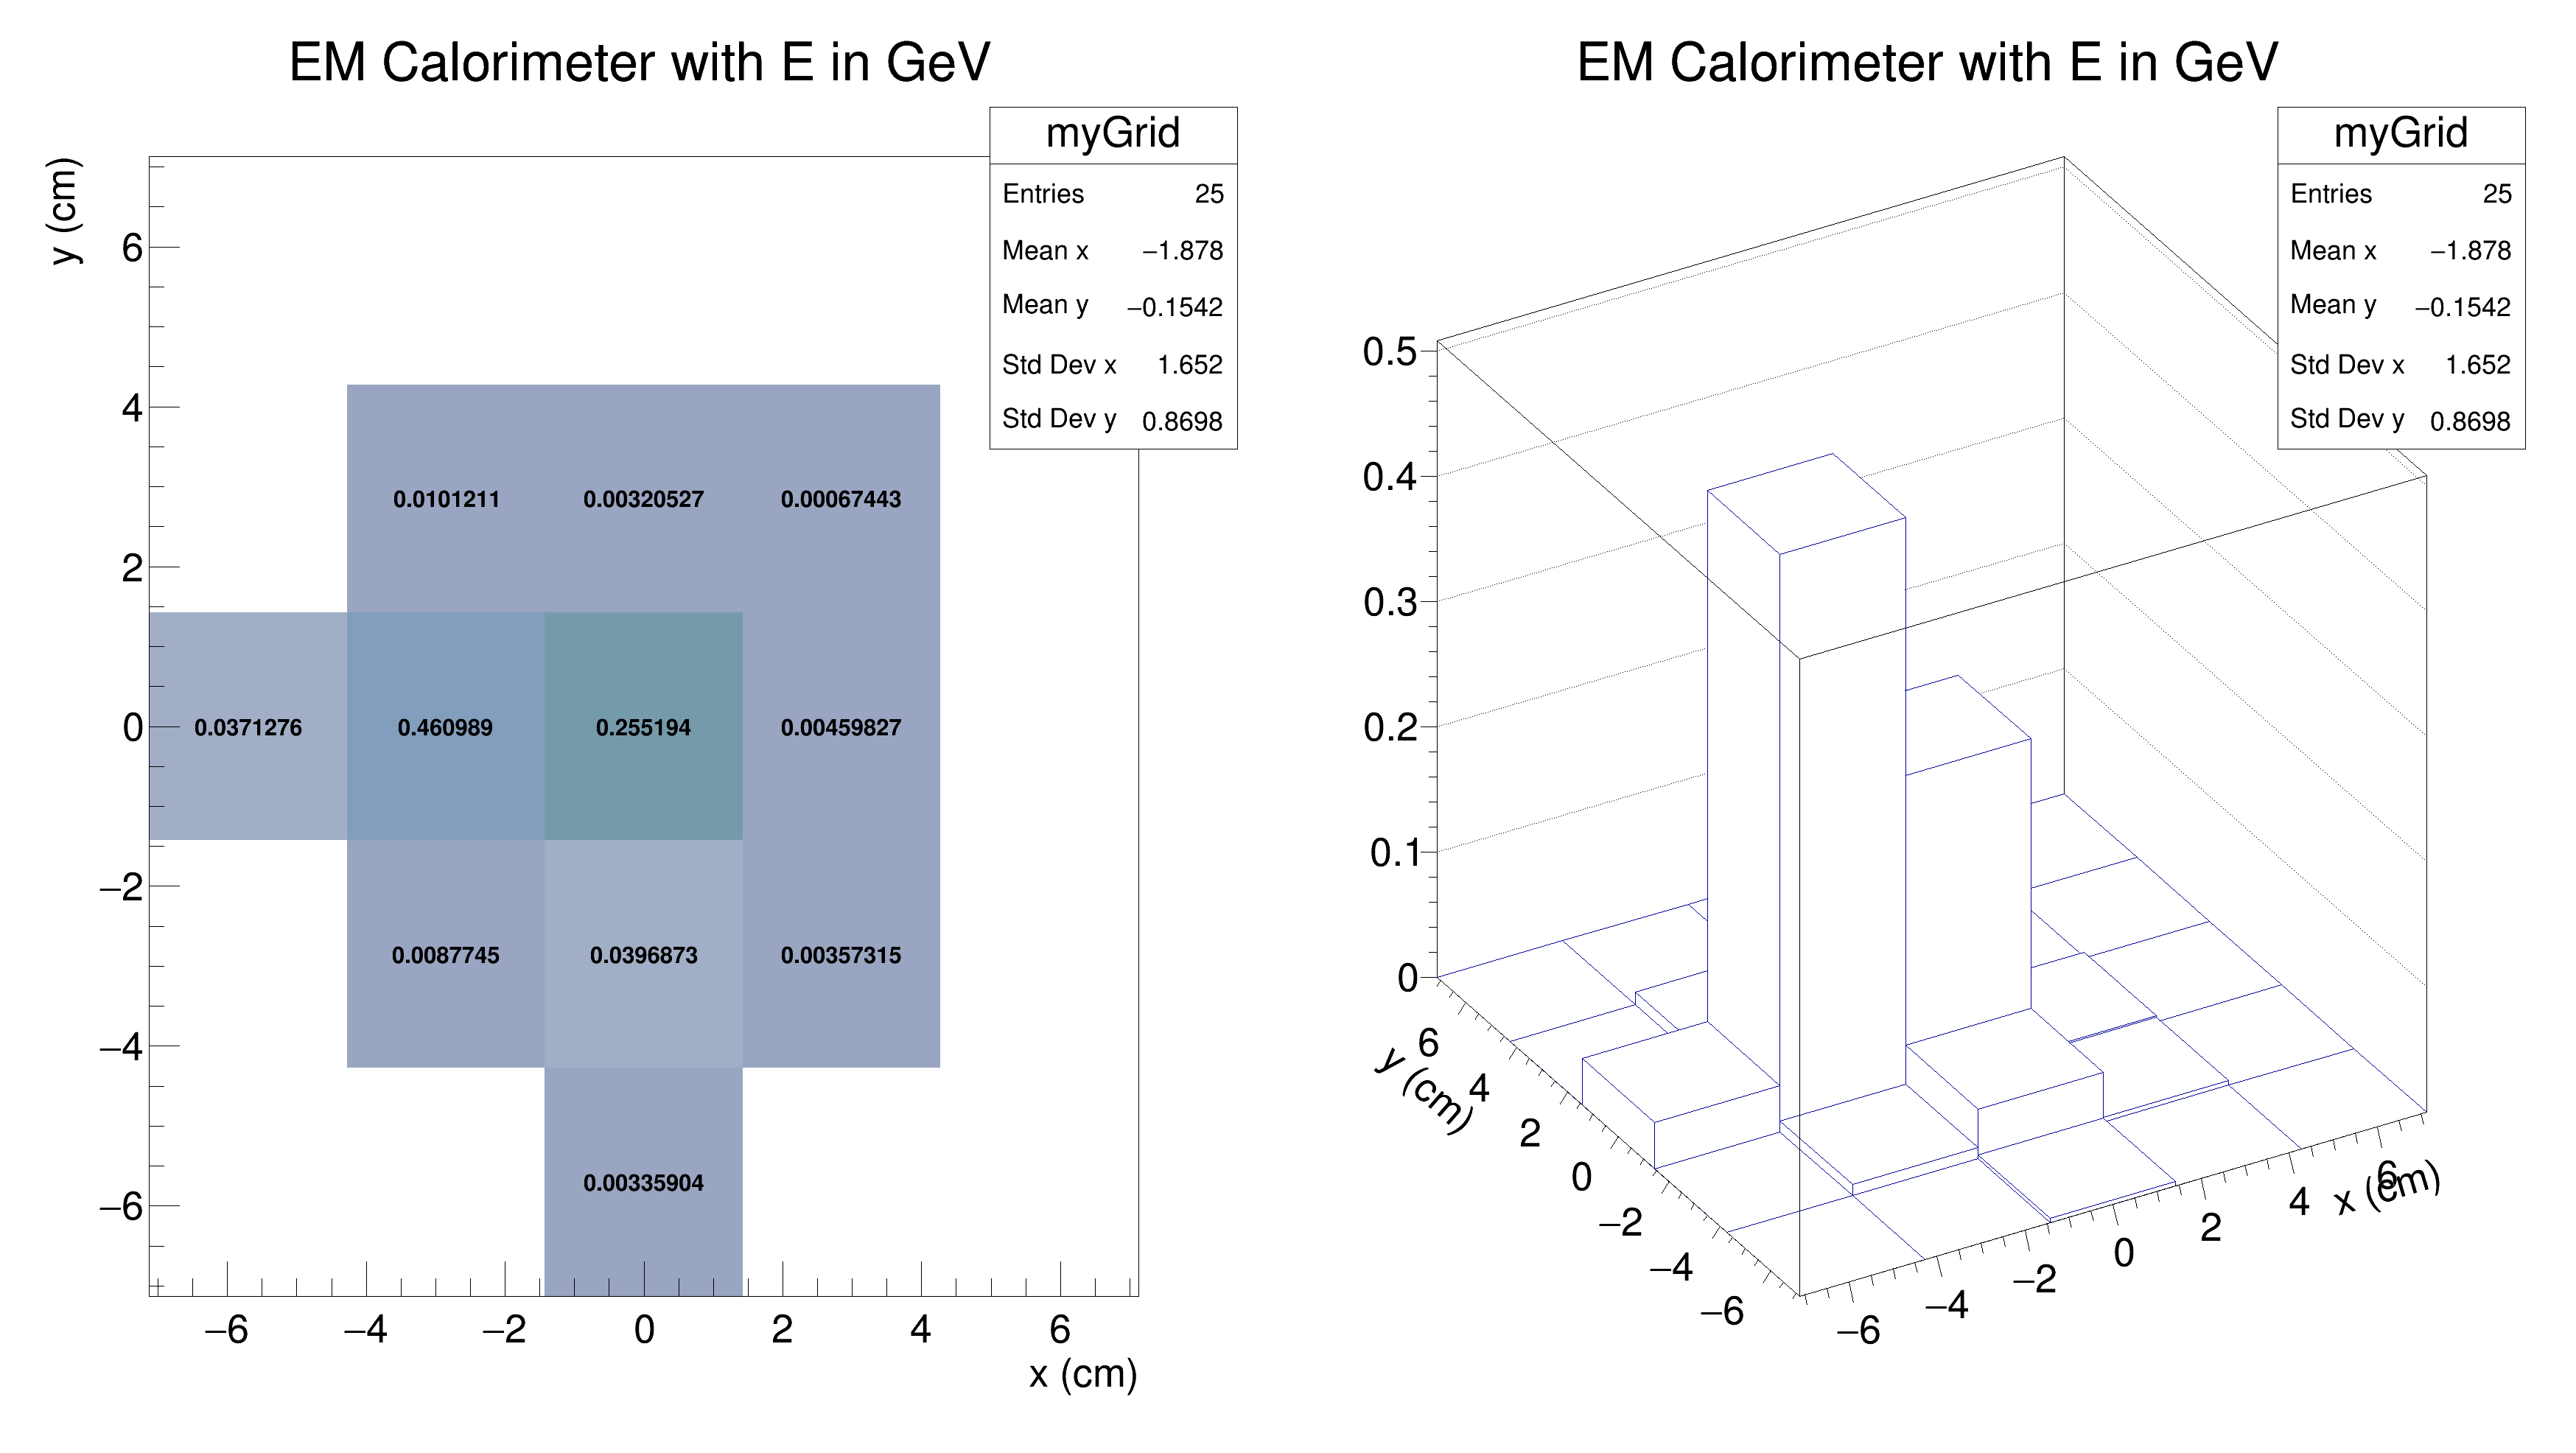 EM Calorimeter with E in GeV
myGrid
Entries 25
Mean x −1.878
Mean y −0.1542
Std Dev x 1.652
Std Dev y 0.8698
y (cm)
6
4
2
0
−2
−4
−6
0.0101211 0.00320527 0.00067443
0.0371276 0.460989 0.255194 0.00459827
0.0087745 0.0396873 0.00357315
0.00335904
−6 −4 −2 0 2 4 6
x (cm)
EM Calorimeter with E in GeV
myGrid
Entries 25
Mean x −1.878
Mean y −0.1542
Std Dev x 1.652
Std Dev y 0.8698
0.5
0.4
0.3
0.2
0.1
0
y (cm)
6
4
2
0
−2
−4
−6
−6 −4 −2 0 2 4 6
x (cm)